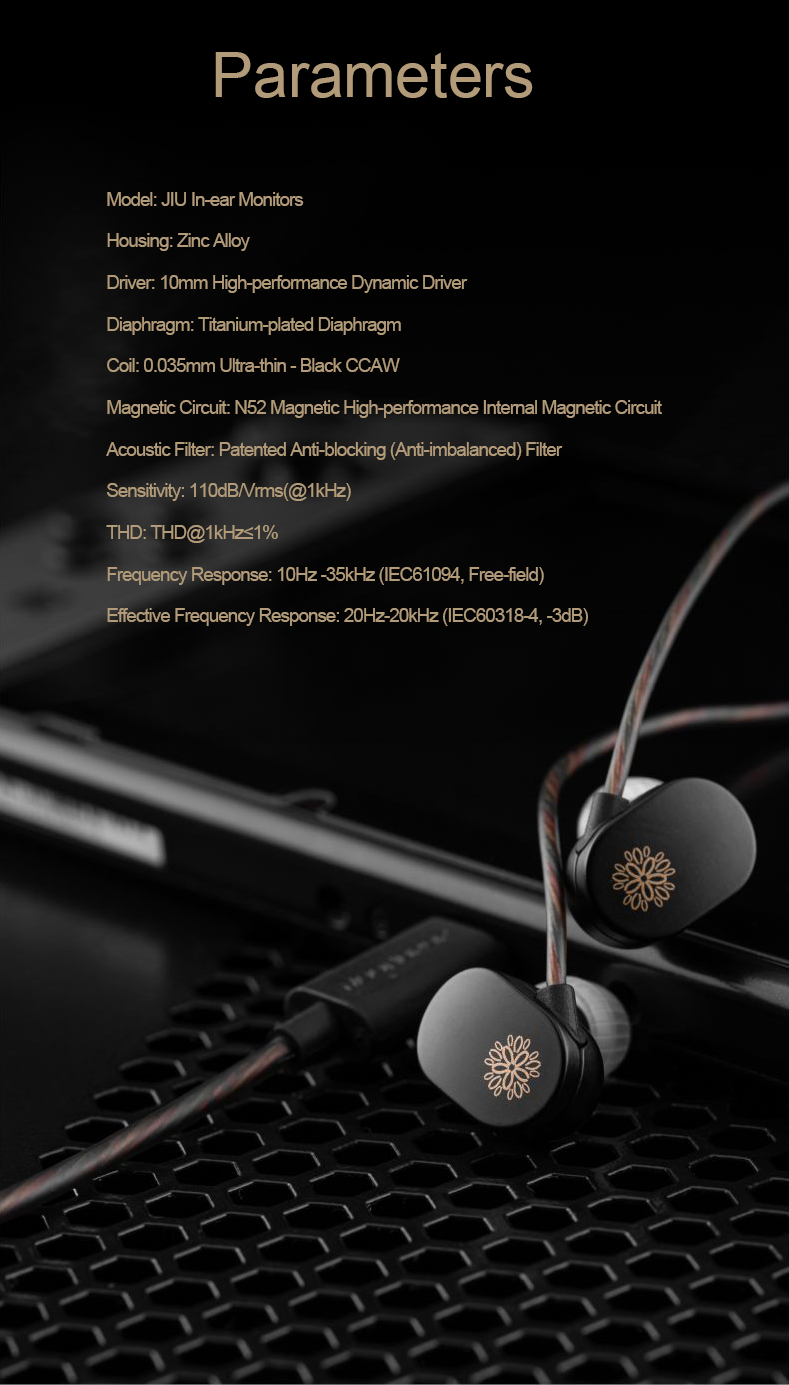 Parameters
Model: JIU In-ear Monitors
Housing: Zinc Alloy
Driver: 10mm High-performance Dynamic Driver
Diaphragm: Titanium-plated Diaphragm
Coil: 0.035mm Ultra-thin - Black CCAW
Magnetic Circuit: N52 Magnetic High-performance Internal Magnetic Circuit
Acoustic Filter: Patented Anti-blocking (Anti-imbalanced) Filter
Sensitivity: 110dB/Vrms(@1kHz)
THD: THD@1kHz≤1%
Frequency Response: 10Hz -35kHz (IEC61094, Free-field)
Effective Frequency Response: 20Hz-20kHz (IEC60318-4, -3dB)